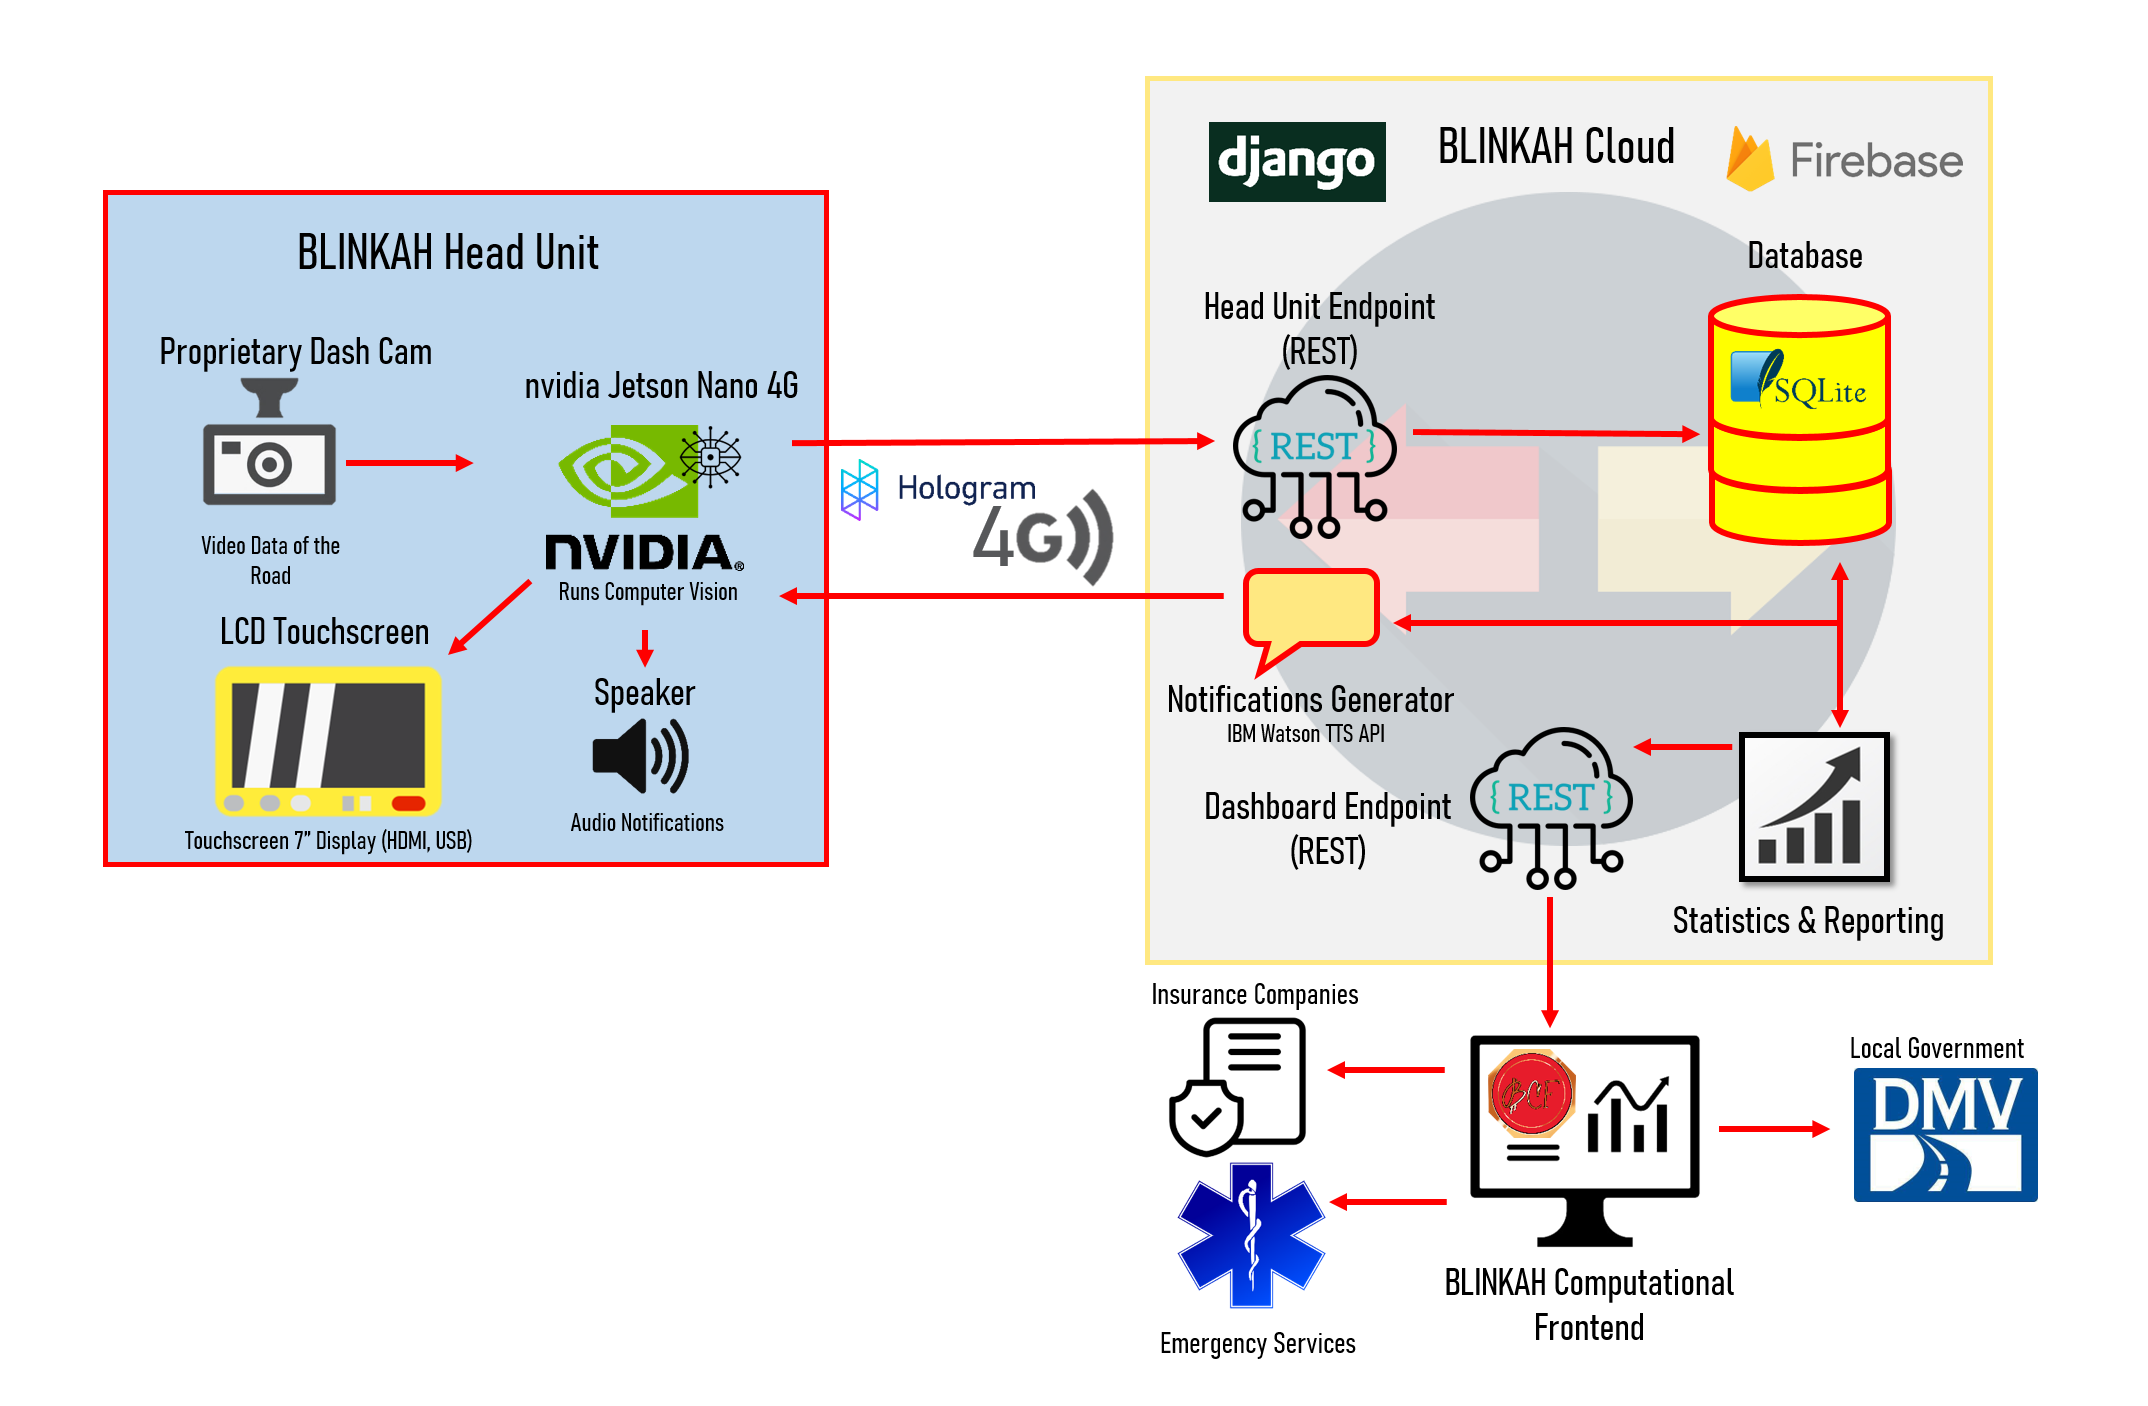 BLINKAH Head Unit
Proprietary Dash Cam
Video Data of the
Road
nvidia Jetson Nano 4G
nVIDIA®
Runs Computer Vision
LCD Touchscreen
Touchscreen 7” Display (HDMI, USB)
Speaker
Audio Notifications
Hologram
4G
django
BLINKAH Cloud
Firebase
Head Unit Endpoint
(REST)
{ REST }
Database
SQLite
Notifications Generator
IBM Watson TTS API
Dashboard Endpoint
(REST)
{ REST }
Statistics & Reporting
Insurance Companies
Emergency Services
BCF
BLINKAH Computational
Frontend
Local Government
DMV